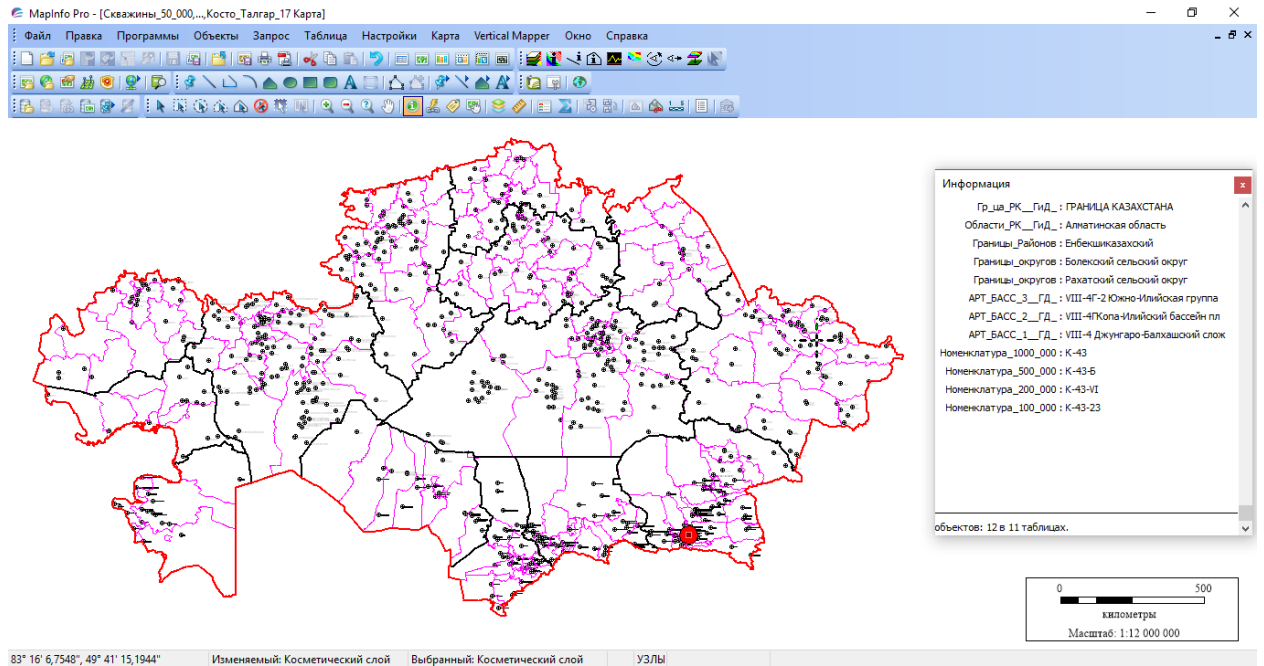 MapInfo Pro - [Скважины_50_000,...,Косто_Талгар_17 Карта]
Файл Правка Программы Объекты Запрос Таблица Настройки Карта Vertical Mapper Окно Справка
Информация
Гр_ца_РК__ГиД_ : ГРАНИЦА КАЗАХСТАНА
Области_РК__ГиД_ : Алматинская область
Границы_Районов : Енбекшиказахский
Границы_округов : Болекский сельский округ
Границы_округов : Рахатский сельский округ
АРТ_БАСС_3__ГД_ : VIII-4Г-2 Южно-Илийская группа
АРТ_БАСС_2__ГД_ : VIII-4ГКопа-Илийский бассейн пл
АРТ_БАСС_1__ГД_ : VIII-4 Джунгаро-Балхашский слож
Номенклатура_1000_000 : К-43
Номенклатура_500_000 : К-43-Б
Номенклатура_200_000 : К-43-VI
Номенклатура_100_000 : К-43-23
объектов: 12 в 11 таблицах.
0 500
километры
Масштаб: 1:12 000 000
83° 16' 6,7548", 49° 41' 15,1944" Изменяемый: Косметический слой Выбранный: Косметический слой УЗЛЫ